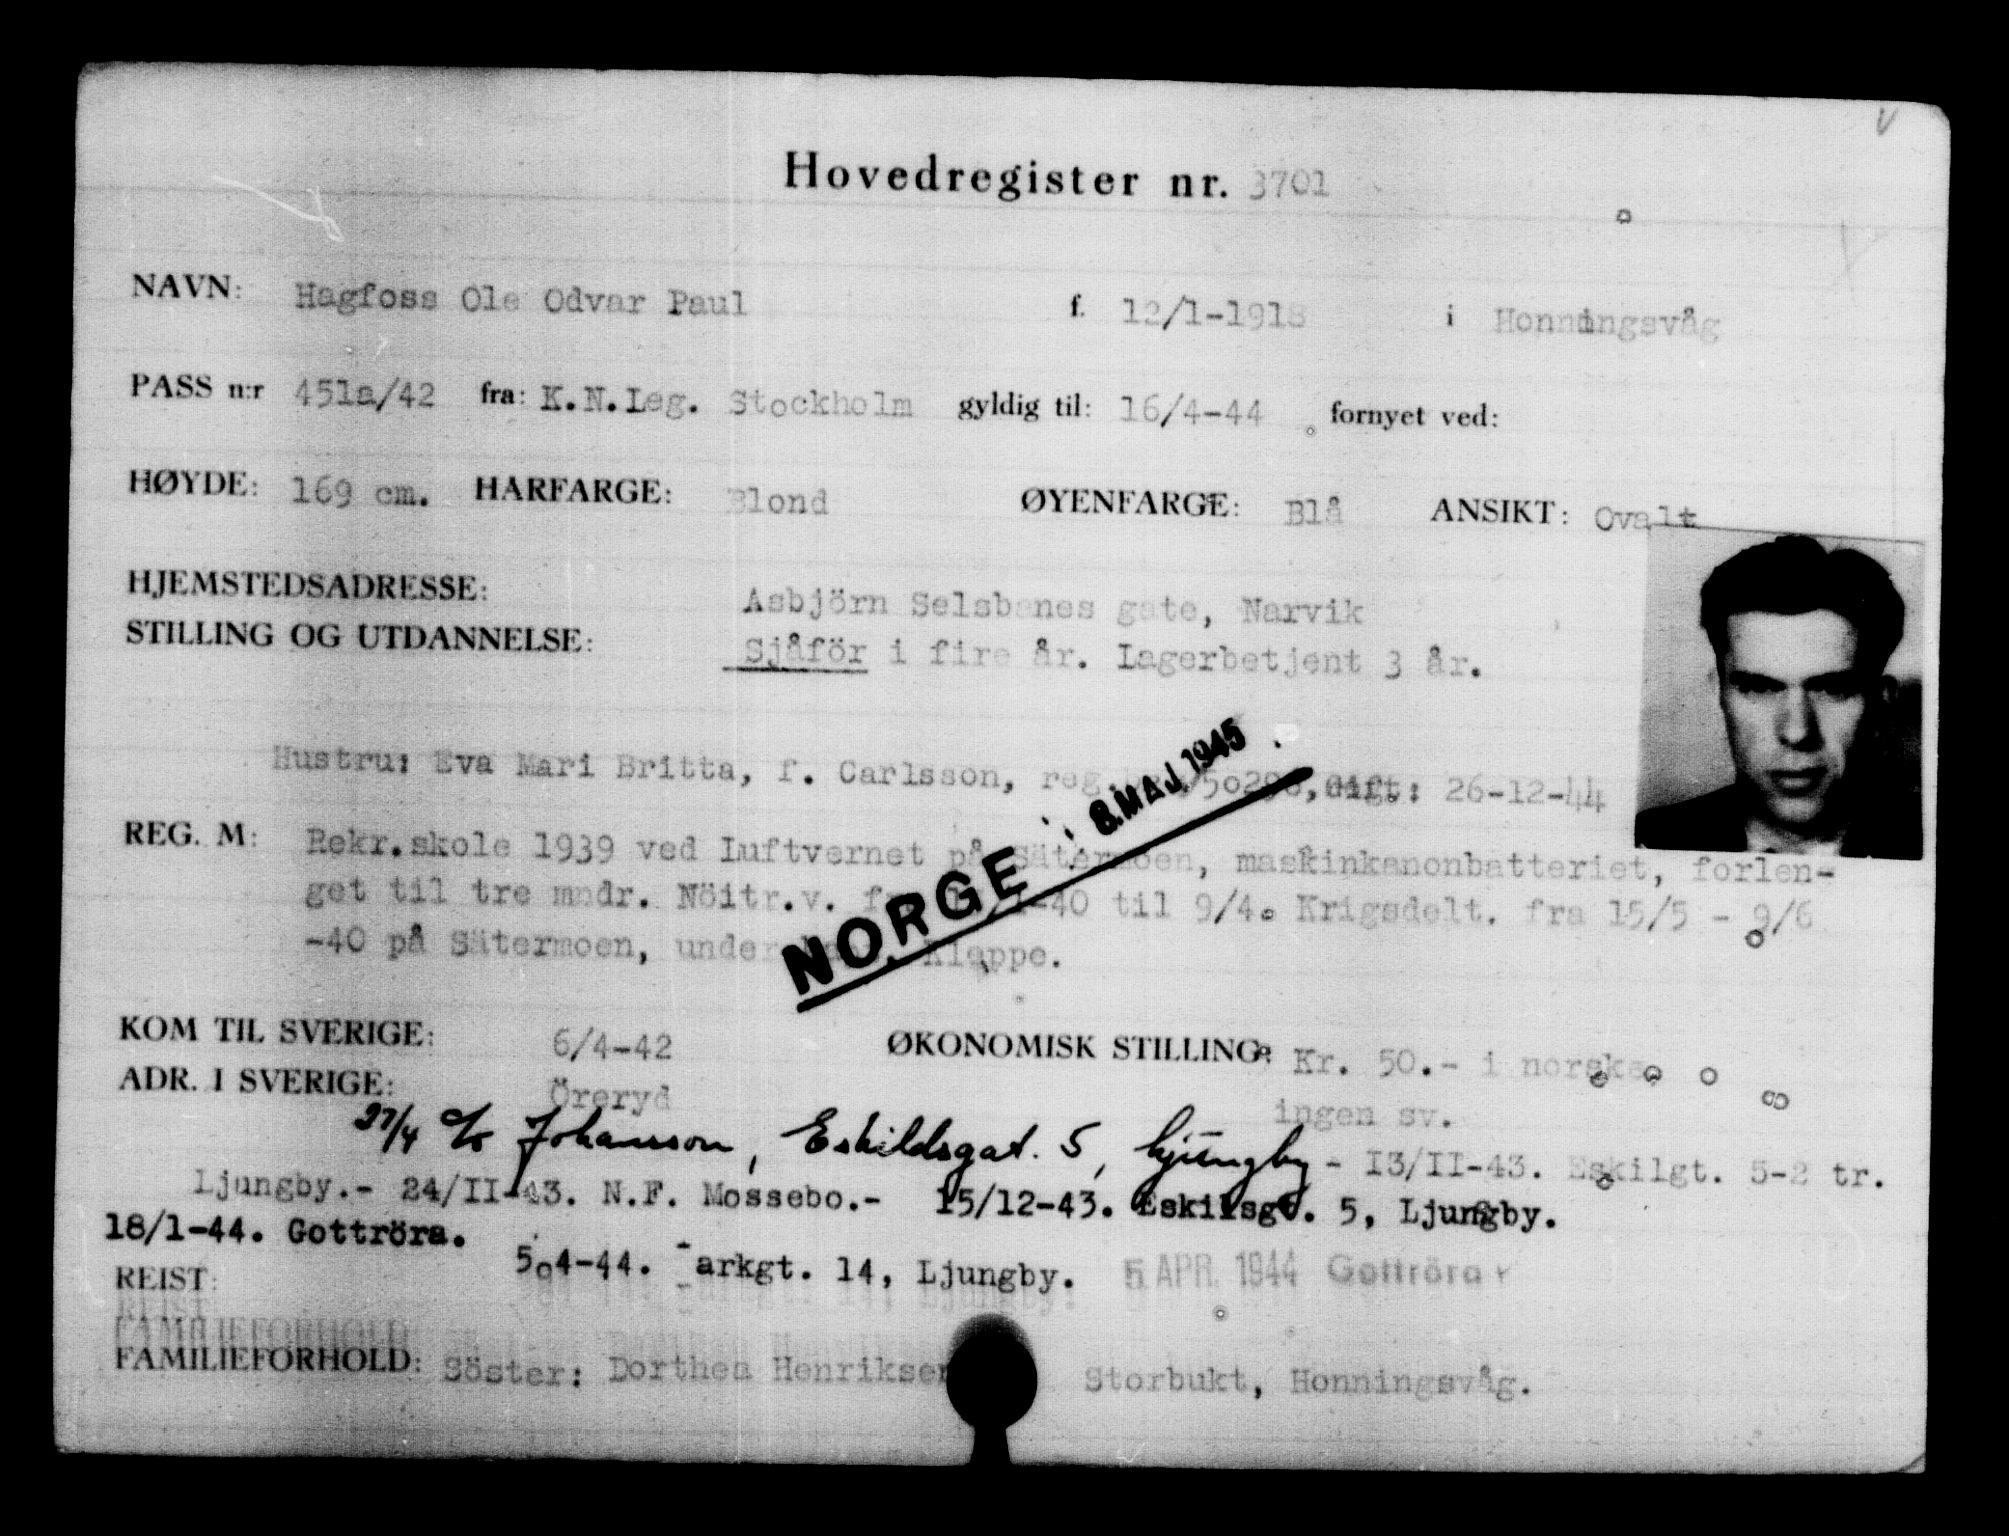 Hovedregister nr. 3701
NAVN: Hagfoss Ole Odvar Paul f. 12/1-1918 i Honningsvåg
PASS n:r 451a/42 fra: K.N.Leg. Stockholm gyldig til: 16/4-44 fornyet ved:
HØYDE: 169 cm. HARFARGE: Blond ØYENFARGE: Blå ANSIKT: Ovalt
HJEMSTEDSADRESSE: Asbjörn Selsbanes gate, Narvik
STILLING OG UTDANNELSE: Sjåför i fire år. Lagerbetjent 3 år.
Hustru: Eva Mari Britta, f. Carlsson, Gift: 26-12-44
NORGE 8. MAJ. 1945
REG. M: Rekr.skole 1939 ved Luftvernet på Sätermoen, maskinkanonbatteriet, forlen-
get til tre mndr. Nöitr.v. -40 til 9/4. Krigsdelt. fra 15/5 - 9/6
-40 på Sätermoen, under Kleppe.
KOM TIL SVERIGE: 6/4-42 ØKONOMISK STILLING: Kr. 50.- i norske
ADR. I SVERIGE: Öreryd ingen sv.
27/4 c/o Johansson, Eskildsgat. 5, Ljungby - 13/II-43. Eskilgt. 5-2 tr.
Ljungby.- 24/II-43. N.F. Mossebo.- 15/12-43. Eskilsgt. 5, Ljungby.
18/1-44. Gottröra.
5.4-44. arkgt. 14, Ljungby. 5 APR. 1944 Gottröra
REIST:
FAMILIEFORHOLD: Söster: Dorthea Henriksen Storbukt, Honningsvåg.